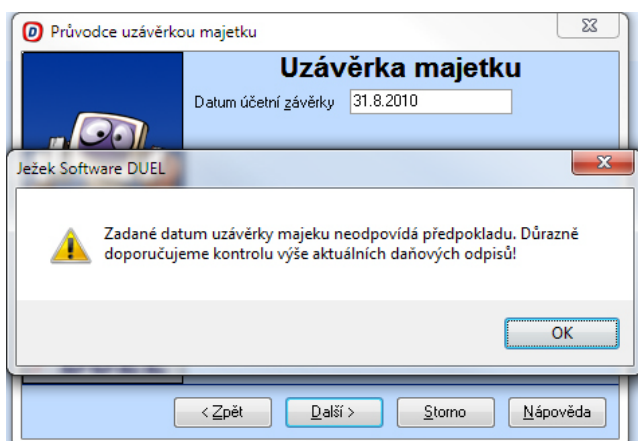 Průvodce uzávěrkou majetku
Uzávěrka majetku
Datum účetní závěrky 31.8.2010
Ježek Software DUEL
Zadané datum uzávěrky majeku neodpovídá předpokladu. Důrazně
doporučujeme kontrolu výše aktuálních daňových odpisů!
OK
< Zpět Další > Storno Nápověda